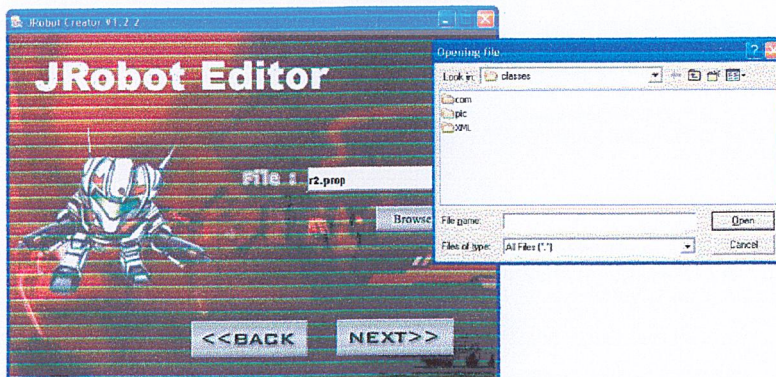 JRobot Creator V1.2.2
JRobot Editor
File :
r2.prop
Browse
<<BACK
NEXT>>
Opening file
Look in:
classes
com
pic
XML
File name:
Open
Files of type:
All Files (*.*)
Cancel